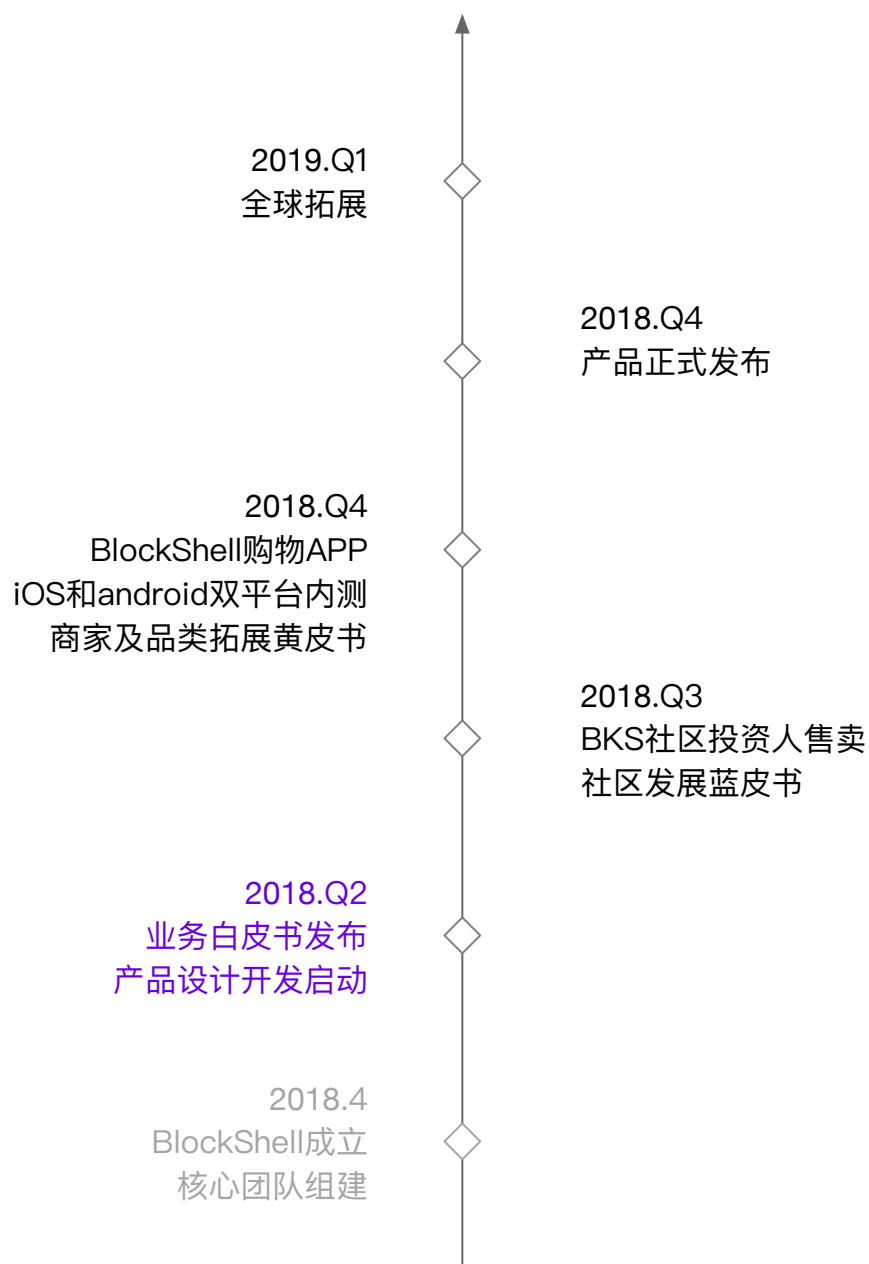 2019.Q1
全球拓展
2018.Q4
产品正式发布
2018.Q4
BlockShell购物APP
iOS和android双平台内测
商家及品类拓展黄皮书
2018.Q3
BKS社区投资人售卖
社区发展蓝皮书
2018.Q2
业务白皮书发布
产品设计开发启动
2018.4
BlockShell成立
核心团队组建